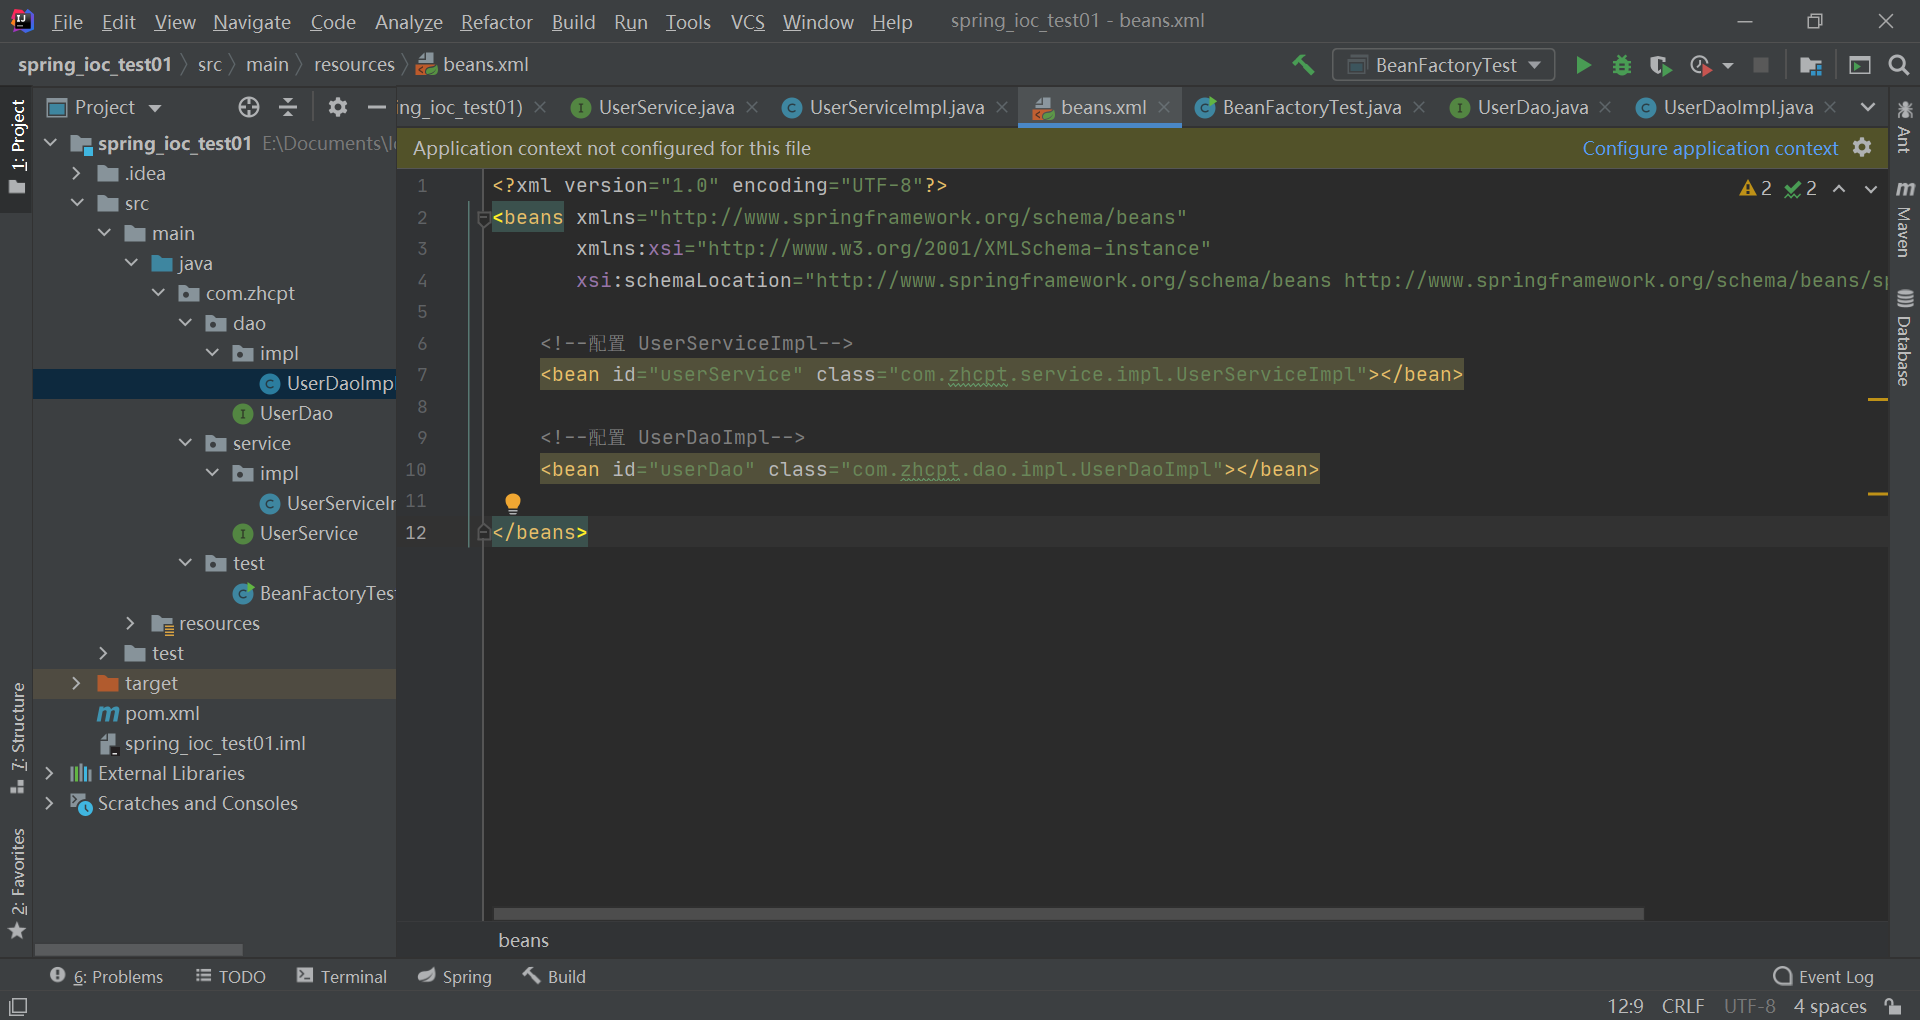 File Edit View Navigate Code Analyze Refactor Build Run Tools VCS Window Help spring_ioc_test01 - beans.xml
spring_ioc_test01 src main resources beans.xml
BeanFactoryTest
1: Project
Project
ing_ioc_test01) UserService.java UserServiceImpl.java beans.xml BeanFactoryTest.java UserDao.java UserDaoImpl.java
Application context not configured for this file Configure application context
spring_ioc_test01 E:\Documents\I
.idea
src
main
java
com.zhcpt
dao
impl
UserDaoImpl
UserDao
service
impl
UserServiceIm
UserService
test
BeanFactoryTes
resources
test
target
pom.xml
spring_ioc_test01.iml
External Libraries
Scratches and Consoles
1 <?xml version="1.0" encoding="UTF-8"?>
2 <beans xmlns="http://www.springframework.org/schema/beans"
3 xmlns:xsi="http://www.w3.org/2001/XMLSchema-instance"
4 xsi:schemaLocation="http://www.springframework.org/schema/beans http://www.springframework.org/schema/beans/sp
5
6 <!--配置 UserServiceImpl-->
7 <bean id="userService" class="com.zhcpt.service.impl.UserServiceImpl"></bean>
8
9 <!--配置 UserDaoImpl-->
10 <bean id="userDao" class="com.zhcpt.dao.impl.UserDaoImpl"></bean>
11
12 </beans>
2 2
Ant
Maven
Database
7: Structure
2: Favorites
beans
6: Problems TODO Terminal Spring Build Event Log
12:9 CRLF UTF-8 4 spaces